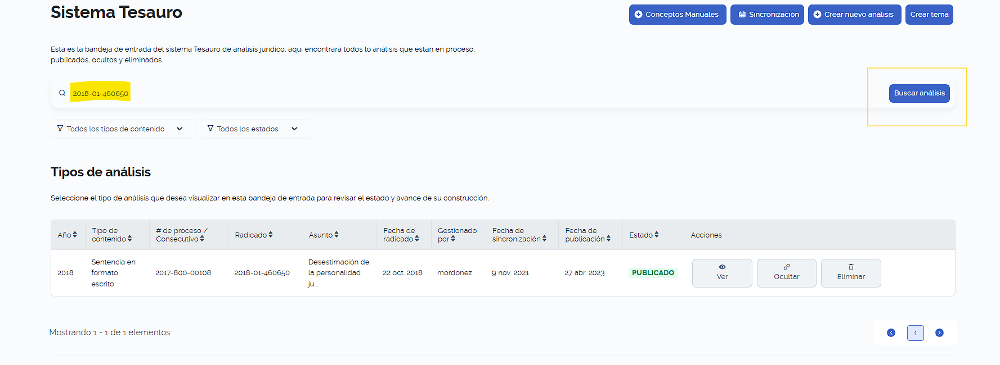 Sistema Tesauro
Conceptos Manuales
Sincronización
Crear nuevo análisis
Crear tema
Esta es la bandeja de entrada del sistema Tesauro de análisis jurídico, aquí encontrará todos lo análisis que están en proceso,
publicados, ocultos y eliminados.
2018-01-460650
Buscar análisis
Todos los tipos de contenido
Todos los estados
Tipos de análisis
Seleccione el tipo de análisis que desea visualizar en esta bandeja de entrada para revisar el estado y avance de su construcción.
Año
Tipo de
contenido
# de proceso /
Consecutivo
Radicado
Asunto
Fecha de
radicado
Gestionado
por
Fecha de
sincronización
Fecha de
publicación
Estado
Acciones
2018
Sentencia en
formato
escrito
2017-800-00108
2018-01-460650
Desestimación de
la personalidad
ju...
22 oct. 2018
mordonez
9 nov. 2021
27 abr. 2023
PUBLICADO
Ver
Ocultar
Eliminar
Mostrando 1 - 1 de 1 elementos.
1